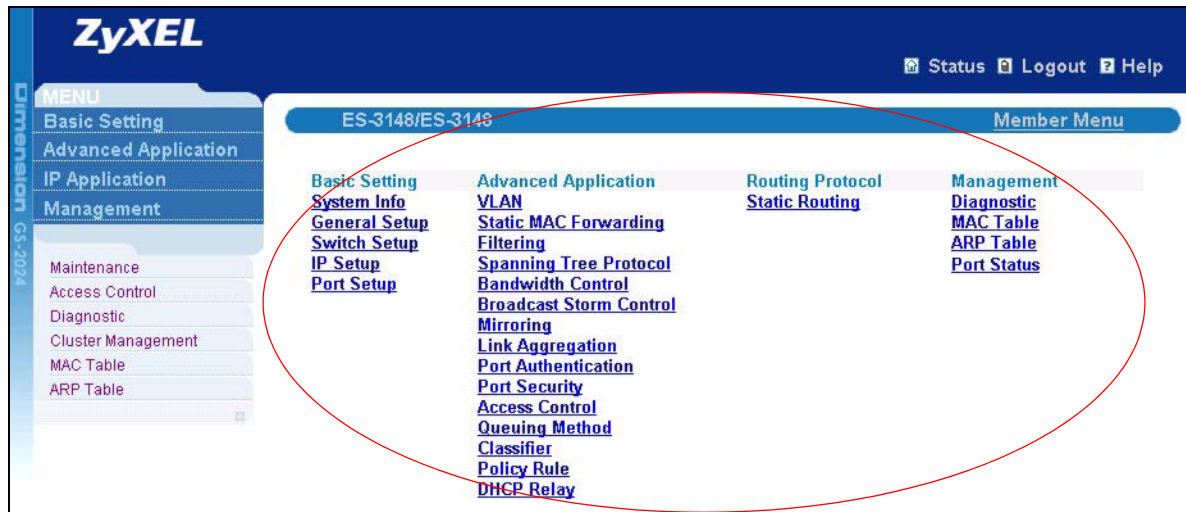 ZyXEL
Status Logout Help
Dimension GS-2024
MENU
Basic Setting
Advanced Application
IP Application
Management
Maintenance
Access Control
Diagnostic
Cluster Management
MAC Table
ARP Table
ES-3148/ES-3148 Member Menu
Basic Setting
System Info
General Setup
Switch Setup
IP Setup
Port Setup
Advanced Application
VLAN
Static MAC Forwarding
Filtering
Spanning Tree Protocol
Bandwidth Control
Broadcast Storm Control
Mirroring
Link Aggregation
Port Authentication
Port Security
Access Control
Queuing Method
Classifier
Policy Rule
DHCP Relay
Routing Protocol
Static Routing
Management
Diagnostic
MAC Table
ARP Table
Port Status